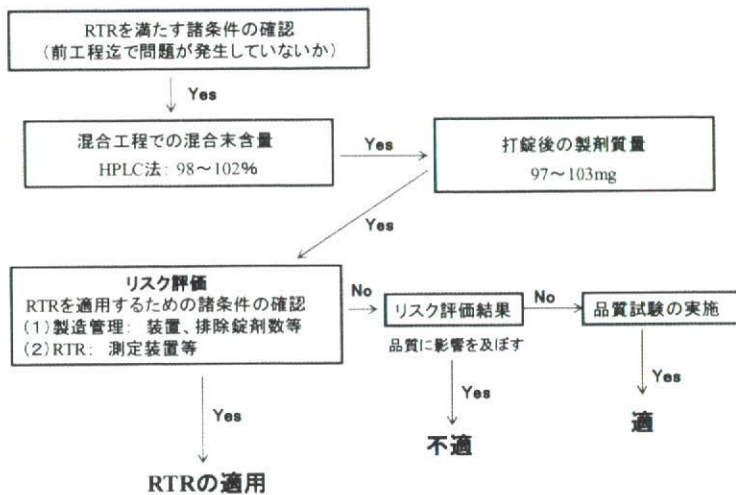 RTRを満たす諸条件の確認
（前工程迄で問題が発生していないか）
Yes
混合工程での混合末含量
HPLC法: 98～102%
Yes
打錠後の製剤質量
97～103mg
Yes
リスク評価
RTRを適用するための諸条件の確認
(1)製造管理: 装置、排除錠剤数等
(2)RTR: 測定装置等
No
リスク評価結果
品質に影響を及ぼす
No
品質試験の実施
Yes
Yes
Yes
適
不適
RTRの適用